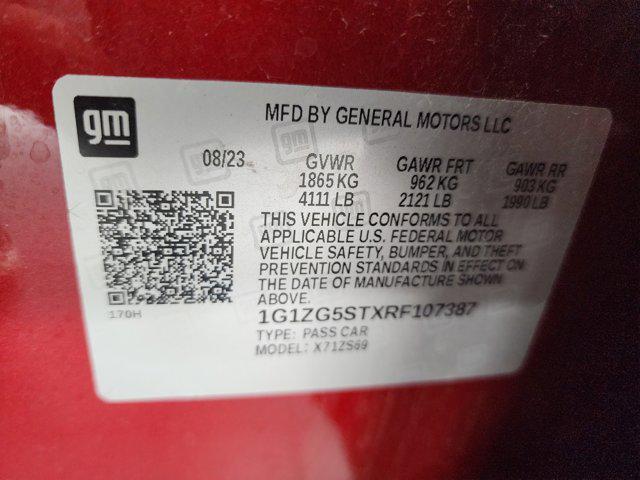 gm
MFD BY GENERAL MOTORS LLC
08/23 GVWR GAWR FRT GAWR RR
1865 KG 962 KG 903 KG
4111 LB 2121 LB 1990 LB
THIS VEHICLE CONFORMS TO ALL
APPLICABLE U.S. FEDERAL MOTOR
VEHICLE SAFETY, BUMPER, AND THEFT
PREVENTION STANDARDS IN EFFECT ON
THE DATE OF MANUFACTURE SHOWN
ABOVE.
170H
1G1ZG5STXRF107387
TYPE: PASS CAR
MODEL: X71ZS69